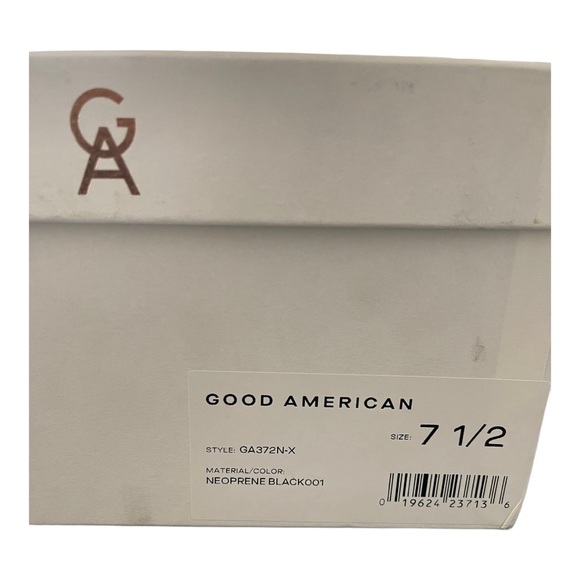 GA
GOOD AMERICAN
SIZE: 7 1/2
STYLE: GA372N-X
MATERIAL/COLOR:
NEOPRENE BLACK001
0 19624 23713 6